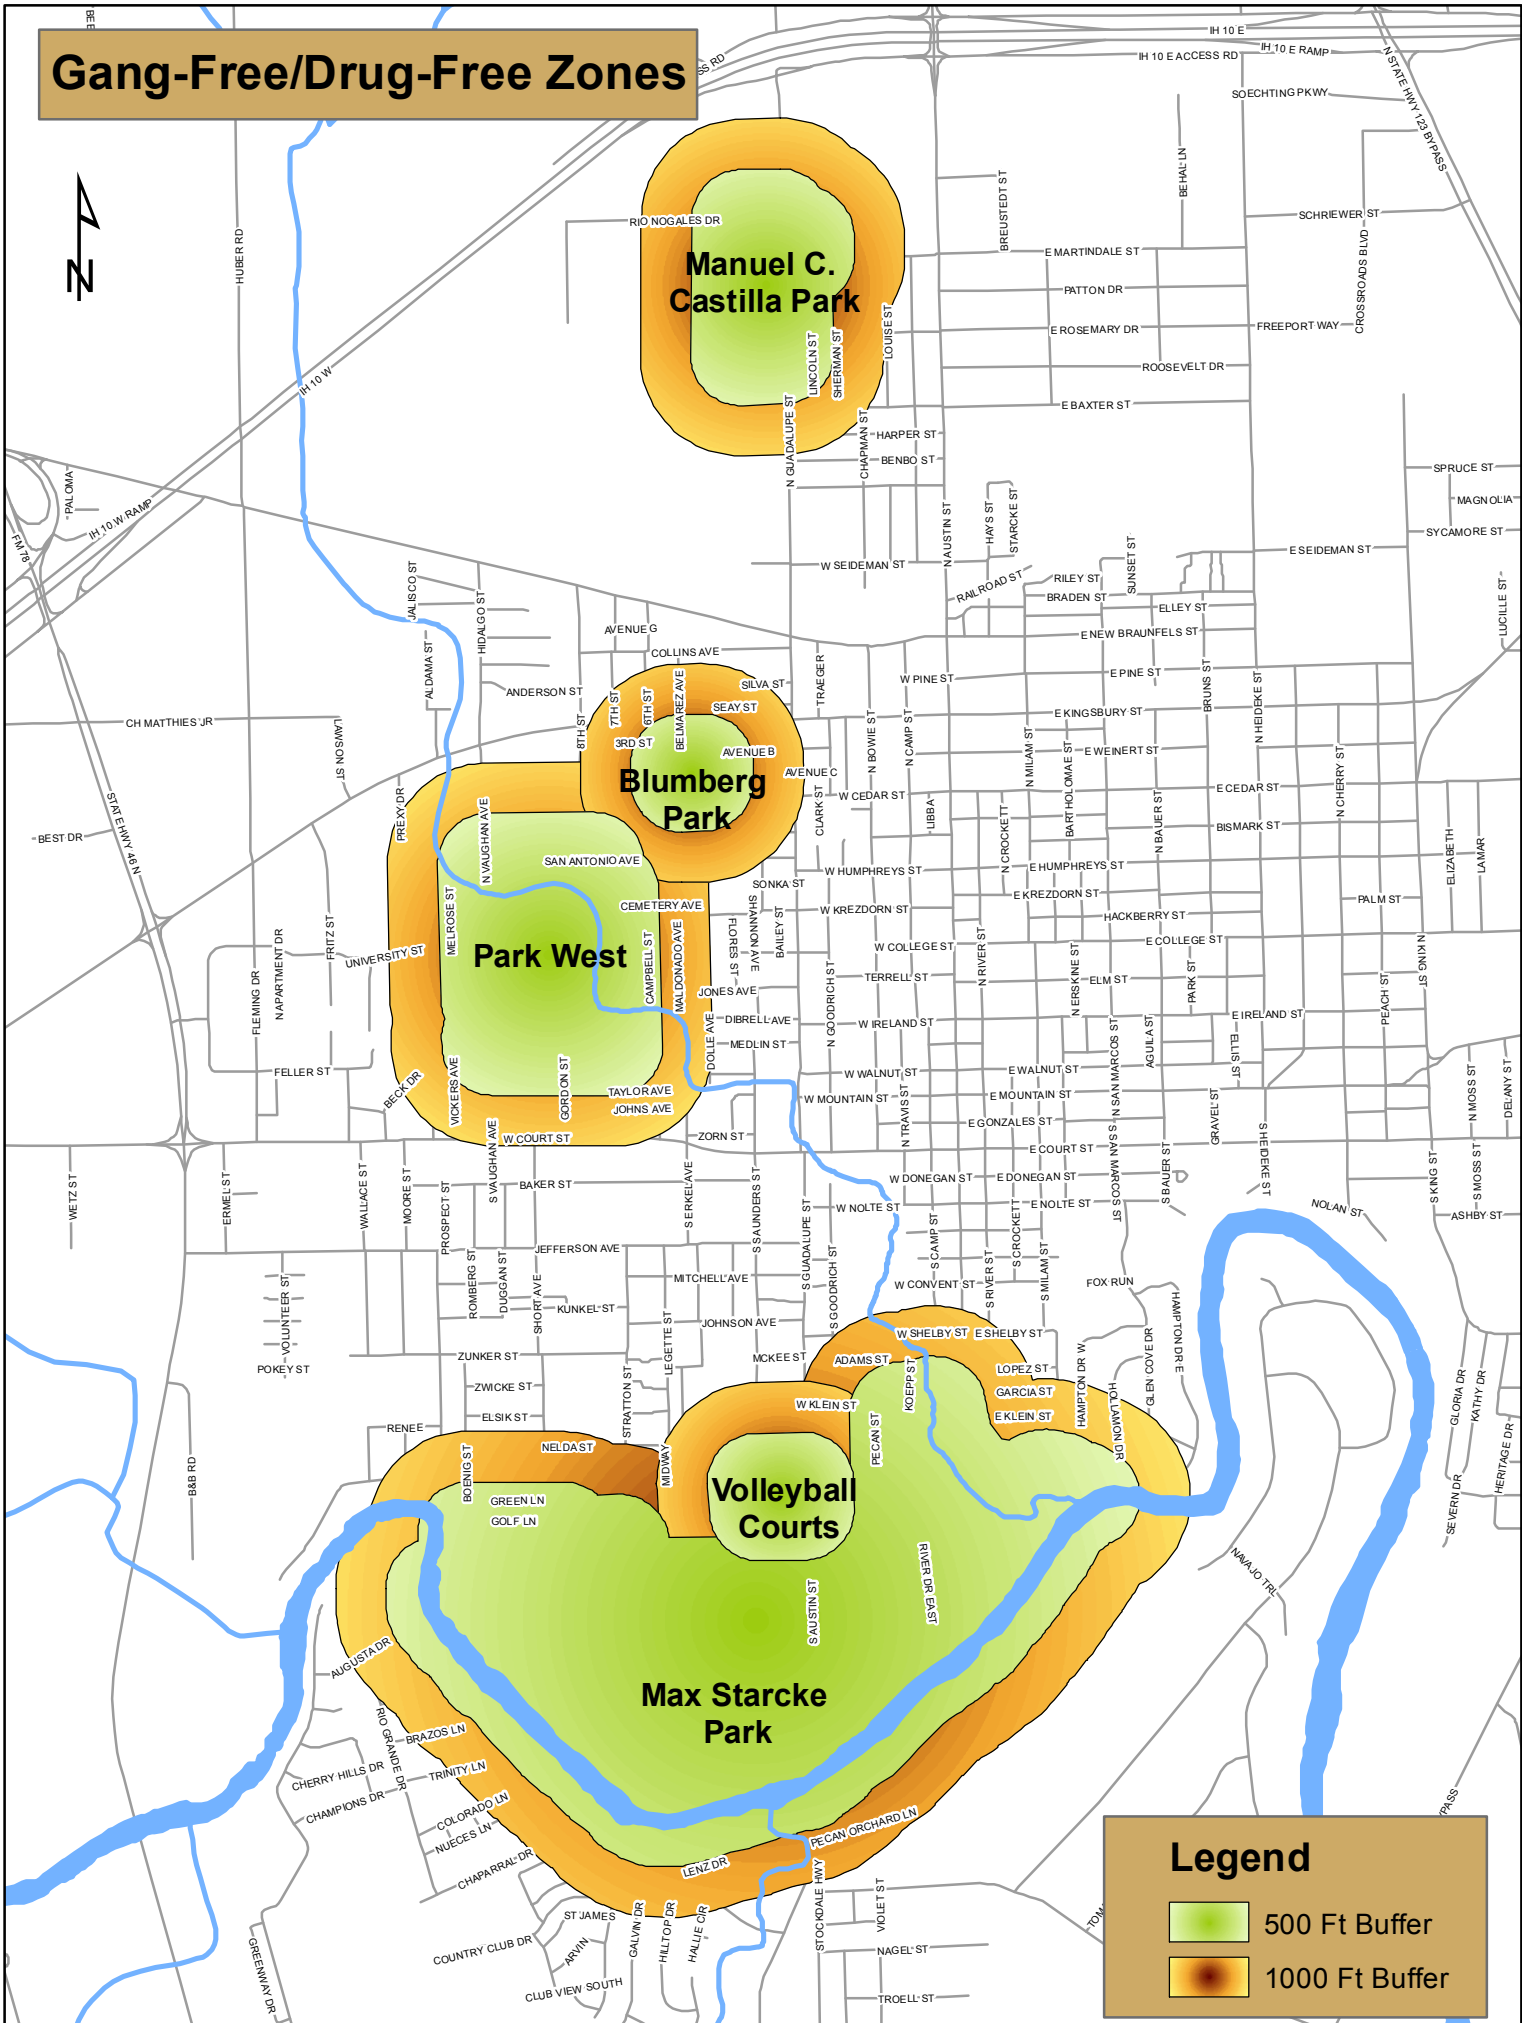 Gang-Free/Drug-Free Zones
IH 10 E
IH 10 E ACCESS RD
IH 10 E RAMP
N STATE HWY 123 BYPASS
SOECHTING PKWY
SS RD
N
HUBER RD
RIO NOGALES DR
BREUSTEDT ST
BEHAL LN
SCHRIEWER ST
CROSSROADS BLVD
Manuel C.
Castilla Park
E MARTINDALE ST
PATTON DR
E ROSEMARY DR
FREEPORT WAY
LOUISE ST
LINCOLN ST
SHERMAN ST
ROOSEVELT DR
IH 10 W
E BAXTER ST
N GUADALUPE ST
CHAPMAN ST
HARPER ST
BENBO ST
SPRUCE ST
MAGNOLIA
SYCAMORE ST
PALOMA
IH 10 W RAMP
FM 78
N AUSTIN ST
HAYS ST
STARCKE ST
E SEIDEMAN ST
W SEIDEMAN ST
SUNSET ST
RAILROAD ST
RILEY ST
BRADEN ST
ELLEY ST
LUCILLE ST
JALISCO ST
HIDALGO ST
ALDAMA ST
AVENUE G
COLLINS AVE
E NEW BRAUNFELS ST
TRAEGER
W PINE ST
E PINE ST
BRUNS ST
N HEIDEKE ST
ANDERSON ST
SILVA ST
SEAY ST
7TH ST
6TH ST
BELMAREZ AVE
8TH ST
3RD ST
AVENUE B
AVENUE C
CH MATTHIES JR
LAWSON ST
E KINGSBURY ST
N BOWIE ST
N CAMP ST
N MILAM ST
BARTHOLOMAE ST
E WEINERT ST
Blumberg
Park
W CEDAR ST
E CEDAR ST
N CHERRY ST
CLARK ST
LIBBA
N CROCKETT
N BAUER ST
BISMARK ST
ELIZABETH
LAMAR
PREXY DR
BEST DR
STATE HWY 46 N
N VAUGHAN AVE
SAN ANTONIO AVE
W HUMPHREYS ST
E HUMPHREYS ST
SONKA ST
E KREZDORN ST
PALM ST
CEMETERY AVE
W KREZDORN ST
HACKBERRY ST
MELROSE ST
FLORES ST
SHANNON AVE
BAILEY ST
Park West
CAMPBELL ST
MALDONADO AVE
W COLLEGE ST
E COLLEGE ST
N RIVER ST
N KING ST
UNIVERSITY ST
FRITZ ST
N APARTMENT DR
FLEMING DR
TERRELL ST
ELM ST
N ERSKINE ST
PARK ST
PEACH ST
JONES AVE
DIBRELL AVE
N GOODRICH ST
W IRELAND ST
E IRELAND ST
MEDLIN ST
DOLLE AVE
N SAN MARCOS ST
AGUILA ST
ELLIS ST
FELLER ST
BECK DR
VICKERS AVE
GORDON ST
TAYLOR AVE
JOHNS AVE
W WALNUT ST
E WALNUT ST
W MOUNTAIN ST
E MOUNTAIN ST
GRAVEL ST
N MOSS ST
DELANY ST
N TRAVIS ST
E GONZALES ST
W COURT ST
ZORN ST
E COURT ST
S VAUGHAN AVE
WETZ ST
ERMEL ST
WALLACE ST
MOORE ST
PROSPECT ST
BAKER ST
S ERKEL AVE
S SAUNDERS ST
W DONEGAN ST
E DONEGAN ST
S SAN MARCOS ST
S BAUER ST
S HEIDEKE ST
S KING ST
S MOSS ST
W NOLTE ST
E NOLTE ST
NOLAN ST
ASHBY ST
S GUADALUPE ST
S GOODRICH ST
S CAMP ST
S CROCKETT
S RIVER ST
S MILAM ST
JEFFERSON AVE
MITCHELL AVE
W CONVENT ST
FOX RUN
VOLUNTEER ST
ROMBERG ST
DUGGAN ST
SHORT AVE
KUNKEL ST
JOHNSON AVE
LEGETTE ST
W SHELBY ST
E SHELBY ST
HAMPTON DR W
GLEN COVE DR
HAMPTON DR E
POKEY ST
ZUNKER ST
MCKEE ST
ADAMS ST
KOEPP ST
LOPEZ ST
GARCIA ST
ZWICKE ST
STRATTON ST
W KLEIN ST
E KLEIN ST
HOLLAMON DR
GLORIA DR
KATHY DR
HERITAGE DR
SEVERN DR
RENEE
ELSIK ST
PECAN ST
B&B RD
BOENIG ST
NELDA ST
MIDWAY
GREEN LN
GOLF LN
Volleyball
Courts
RIVER DR EAST
S AUSTIN ST
NAVAJO TRL
AUGUSTA DR
Max Starcke
Park
RIO GRANDE DR
BRAZOS LN
CHERRY HILLS DR
TRINITY LN
CHAMPIONS DR
COLORADO LN
NUECES LN
CHAPARRAL DR
LENZ DR
PECAN ORCHARD LN
STOCKDALE HWY
VIOLET ST
ST JAMES
GALVIN DR
HILLTOP DR
HALLIE CIR
COUNTRY CLUB DR
ARVIN
CLUB VIEW SOUTH
NAGEL ST
TROELL ST
GREENWAY DR
YPASS
Legend
500 Ft Buffer
1000 Ft Buffer